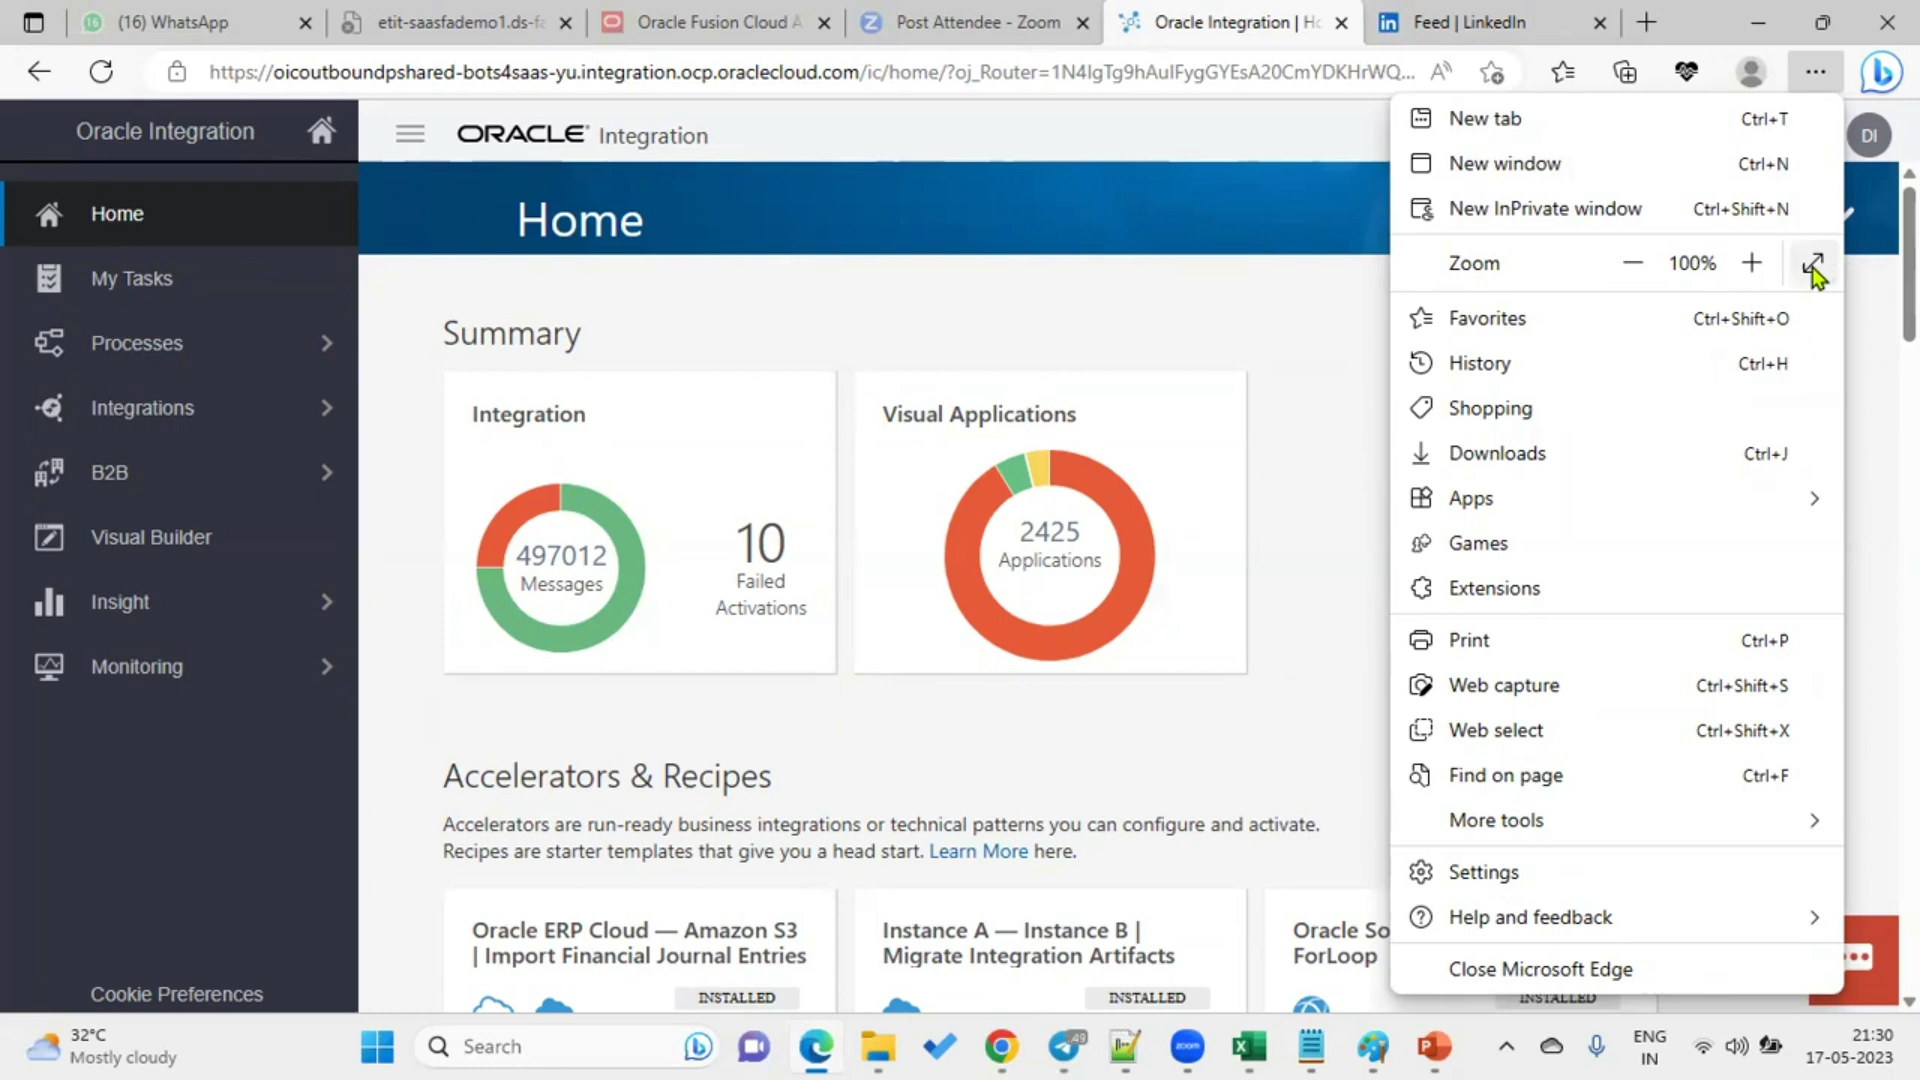 (16) WhatsApp
etit-saasfademo1.ds-fa
Oracle Fusion Cloud A
Post Attendee - Zoom
Oracle Integration | Ho
Feed | LinkedIn
https://oicoutboundpshared-bots4saas-yu.integration.ocp.oraclecloud.com/ic/home/?oj_Router=1N4IgTg9hAuIFygGYEsA20CmYDKHrWQ...
Oracle Integration
ORACLE Integration
DI
Home
My Tasks
Processes
Integrations
B2B
Visual Builder
Insight
Monitoring
Cookie Preferences
Home
Summary
Integration
497012
Messages
10
Failed
Activations
Visual Applications
2425
Applications
Accelerators & Recipes
Accelerators are run-ready business integrations or technical patterns you can configure and activate.
Recipes are starter templates that give you a head start. Learn More here.
Oracle ERP Cloud — Amazon S3
| Import Financial Journal Entries
INSTALLED
Instance A — Instance B |
Migrate Integration Artifacts
INSTALLED
Oracle So
ForLoop
INSTALLED
New tab Ctrl+T
New window Ctrl+N
New InPrivate window Ctrl+Shift+N
Zoom 100%
Favorites Ctrl+Shift+O
History Ctrl+H
Shopping
Downloads Ctrl+J
Apps
Games
Extensions
Print Ctrl+P
Web capture Ctrl+Shift+S
Web select Ctrl+Shift+X
Find on page Ctrl+F
More tools
Settings
Help and feedback
Close Microsoft Edge
32°C
Mostly cloudy
Search
49
zoom
ENG
IN
21:30
17-05-2023